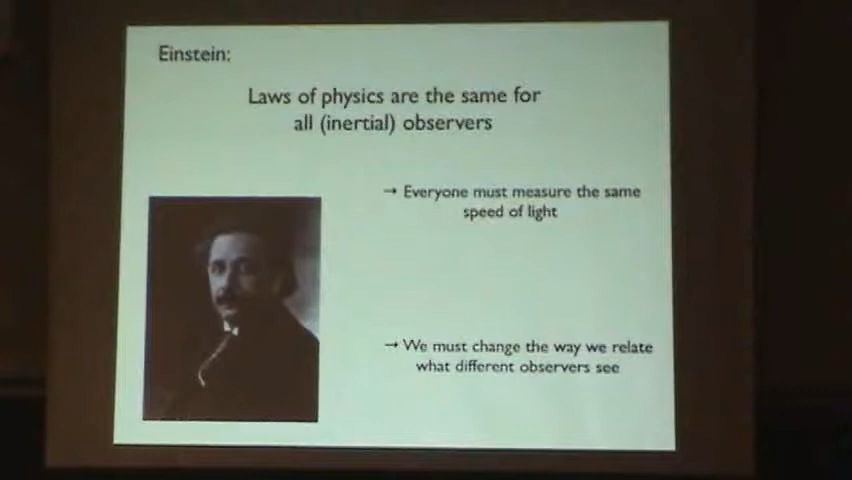 Einstein:
Laws of physics are the same for
all (inertial) observers
→ Everyone must measure the same
speed of light
→ We must change the way we relate
what different observers see